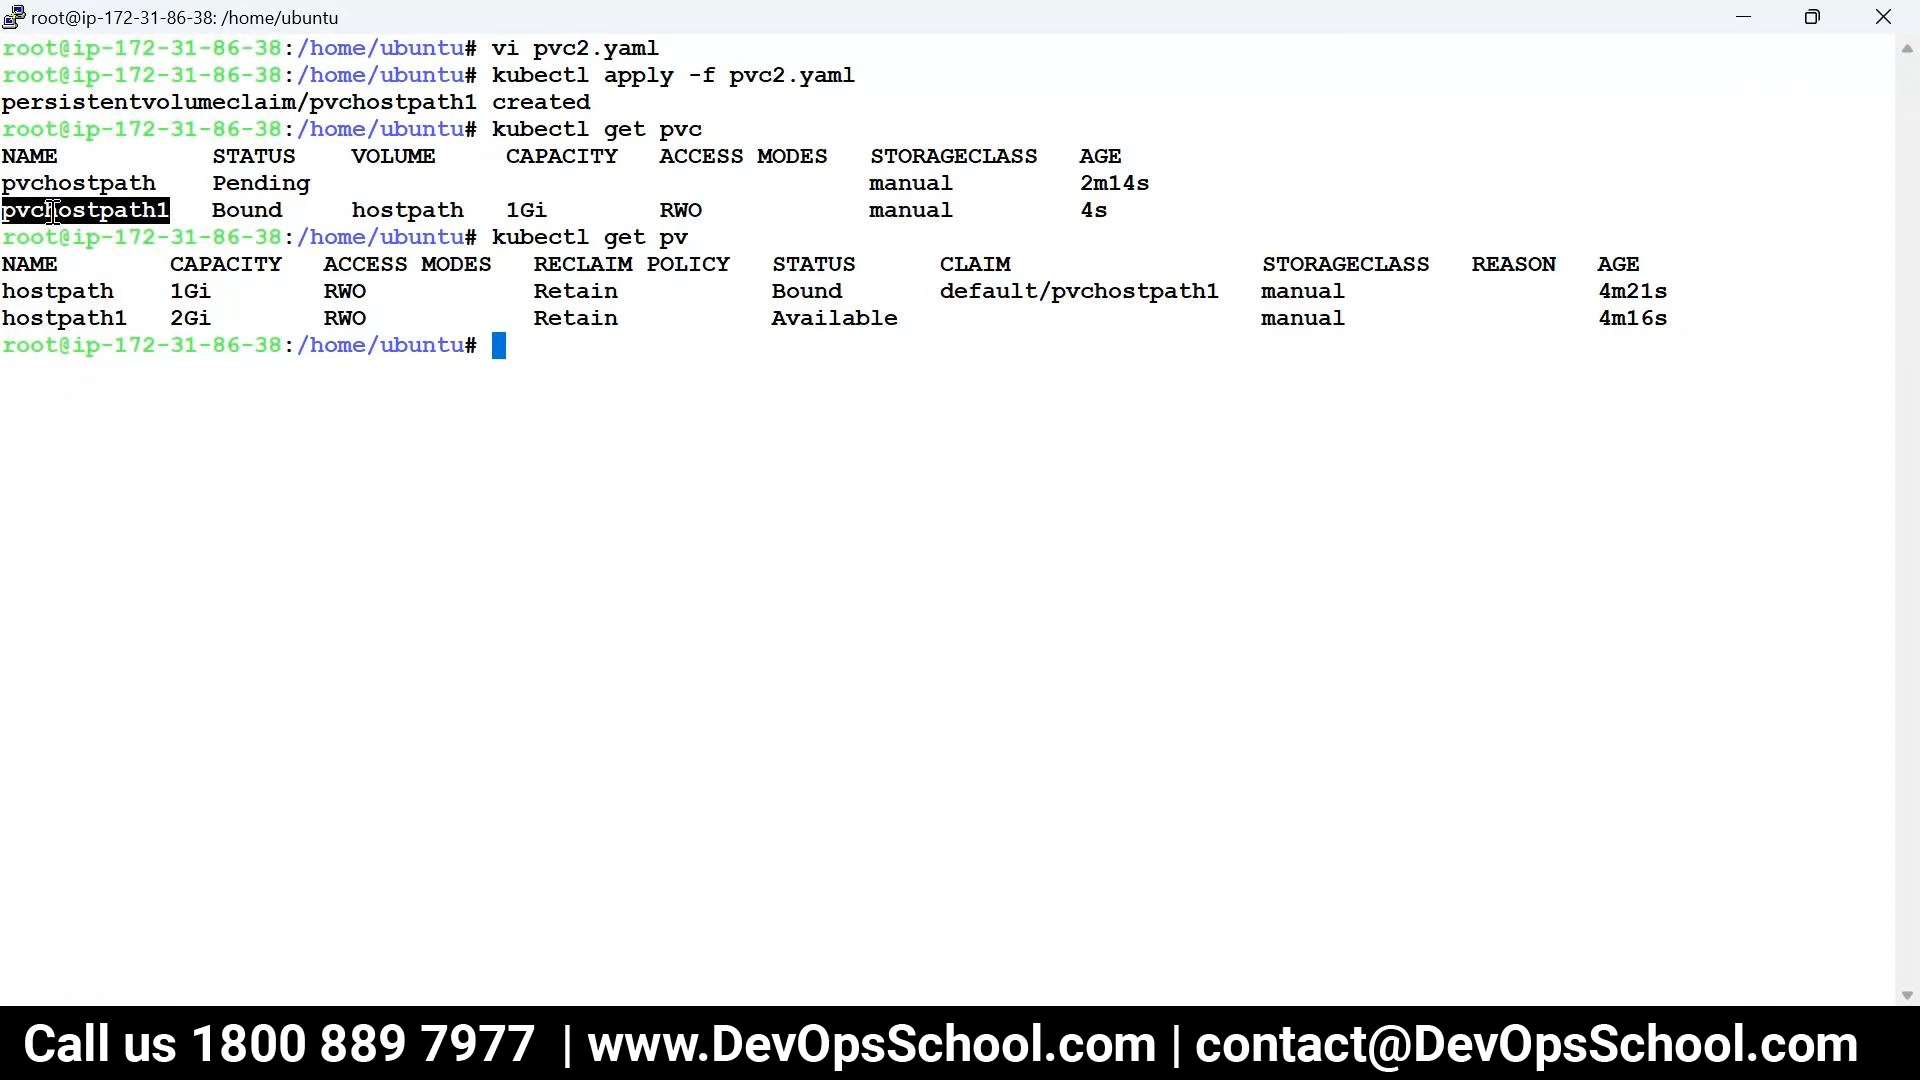 root@ip-172-31-86-38: /home/ubuntu
root@ip-172-31-86-38:/home/ubuntu# vi pvc2.yaml
root@ip-172-31-86-38:/home/ubuntu# kubectl apply -f pvc2.yaml
persistentvolumeclaim/pvchostpath1 created
root@ip-172-31-86-38:/home/ubuntu# kubectl get pvc
NAME STATUS VOLUME CAPACITY ACCESS MODES STORAGECLASS AGE
pvchostpath Pending manual 2m14s
pvchostpath1 Bound hostpath 1Gi RWO manual 4s
root@ip-172-31-86-38:/home/ubuntu# kubectl get pv
NAME CAPACITY ACCESS MODES RECLAIM POLICY STATUS CLAIM STORAGECLASS REASON AGE
hostpath 1Gi RWO Retain Bound default/pvchostpath1 manual 4m21s
hostpath1 2Gi RWO Retain Available manual 4m16s
root@ip-172-31-86-38:/home/ubuntu#
Call us 1800 889 7977 | www.DevOpsSchool.com | contact@DevOpsSchool.com